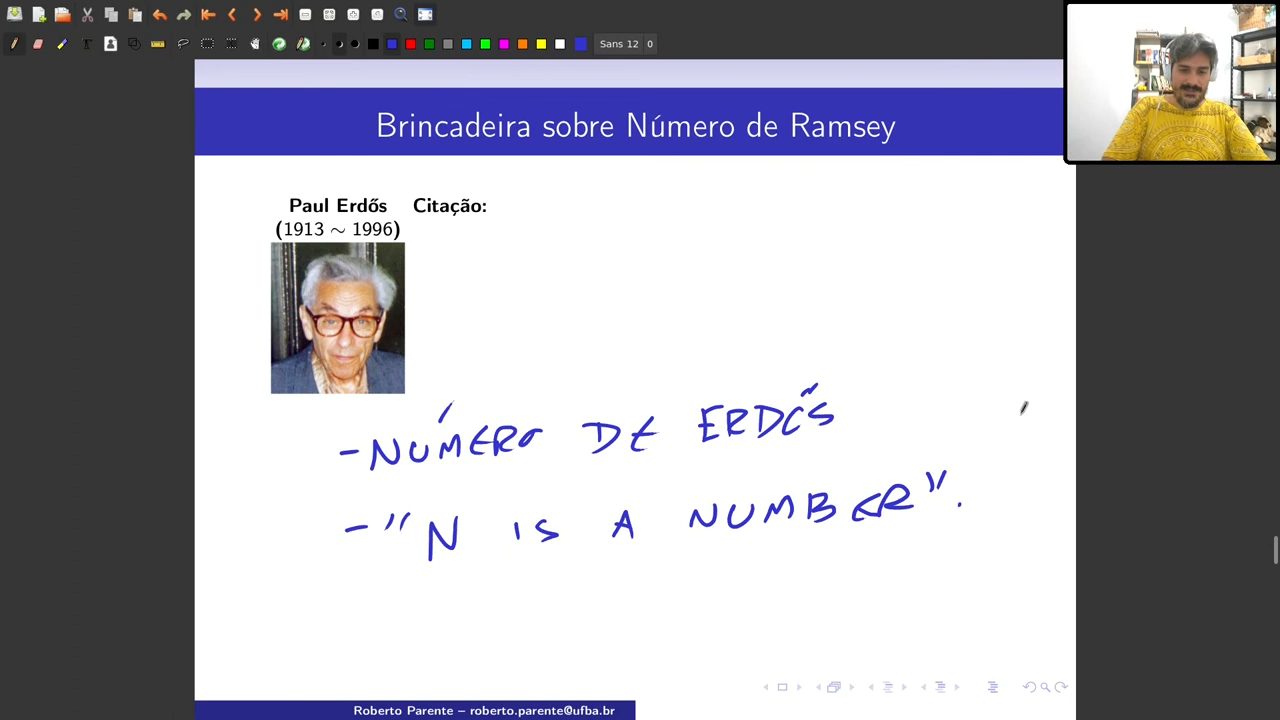 Sans 12 0
Brincadeira sobre Número de Ramsey
Paul Erdős Citação:
(1913 ∼ 1996)
- NÚMERO DE ERDŐS
- "N IS A NUMBER".
Roberto Parente – roberto.parente@ufba.br